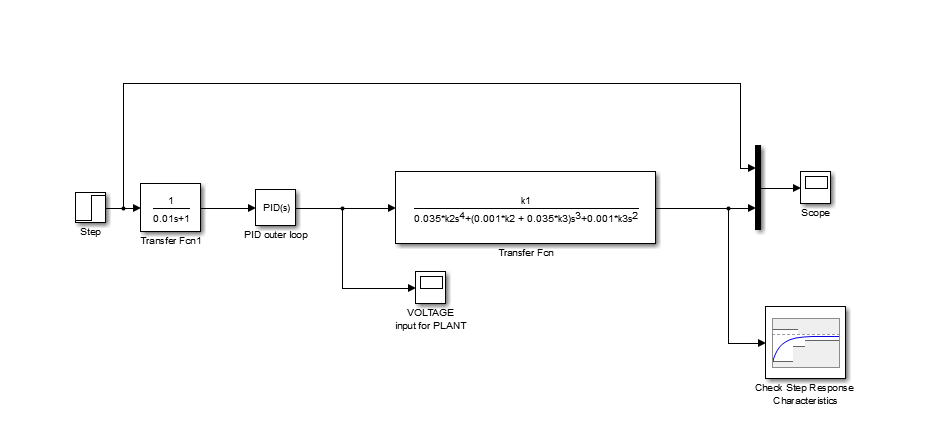 Step
1
0.01s+1
Transfer Fcn1
PID(s)
PID outer loop
k1
0.035*k2s4+(0.001*k2 + 0.035*k3)s3+0.001*k3s2
Transfer Fcn
VOLTAGE
input for PLANT
Scope
Check Step Response
Characteristics